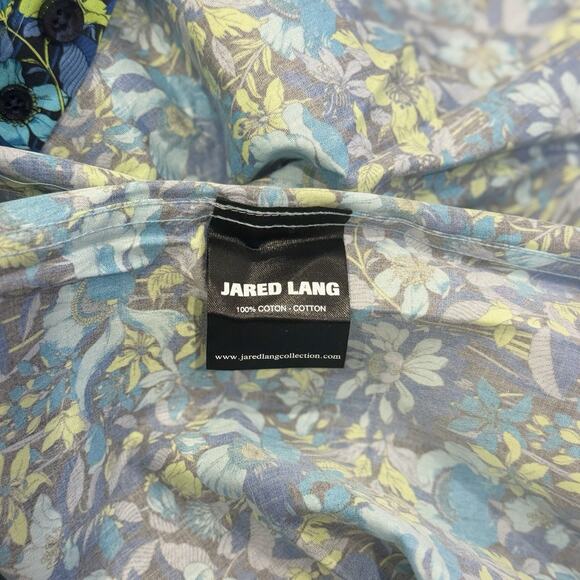 JARED LANG
100% COTON - COTTON
www.jaredlangcollection.com